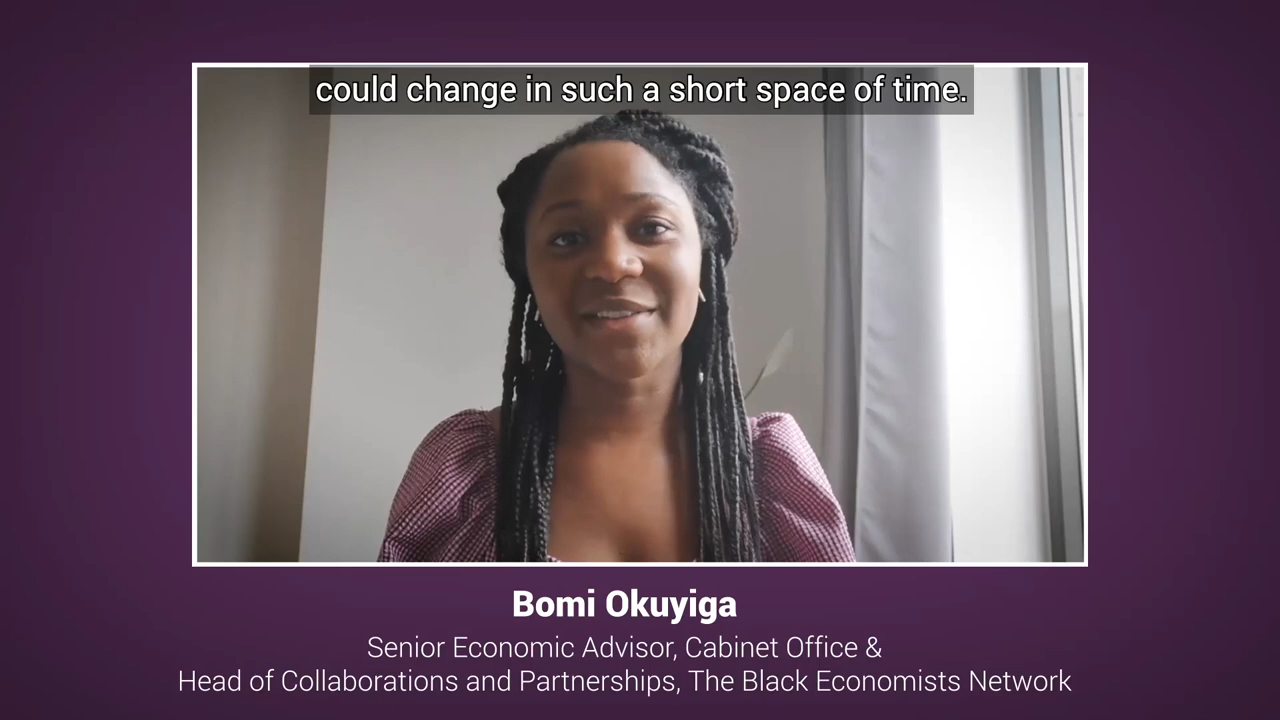 could change in such a short space of time.
Bomi Okuyiga
Senior Economic Advisor, Cabinet Office &
Head of Collaborations and Partnerships, The Black Economists Network